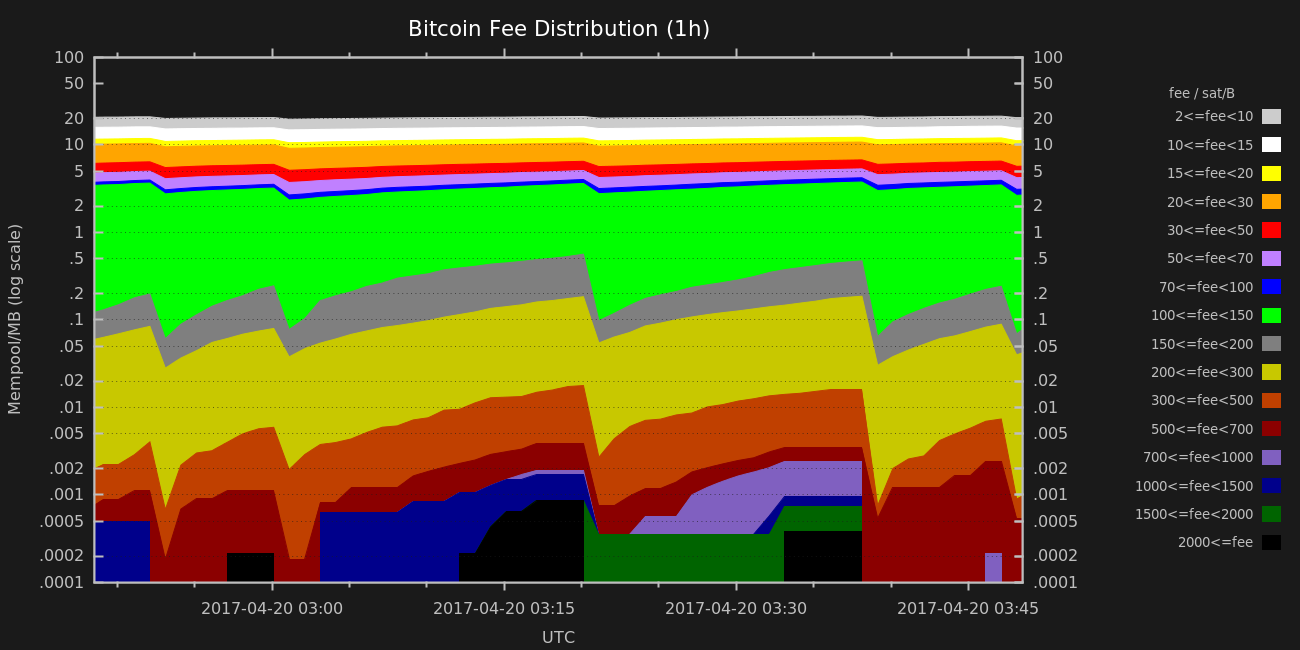 Bitcoin Fee Distribution (1h)
100
50
20
10
5
2
1
.5
.2
.1
.05
.02
.01
.005
.002
.001
.0005
.0002
.0001
Mempool/MB (log scale)
100
50
20
10
5
2
1
.5
.2
.1
.05
.02
.01
.005
.002
.001
.0005
.0002
.0001
2017-04-20 03:00
2017-04-20 03:15
2017-04-20 03:30
2017-04-20 03:45
UTC
fee / sat/B
2<=fee<10
10<=fee<15
15<=fee<20
20<=fee<30
30<=fee<50
50<=fee<70
70<=fee<100
100<=fee<150
150<=fee<200
200<=fee<300
300<=fee<500
500<=fee<700
700<=fee<1000
1000<=fee<1500
1500<=fee<2000
2000<=fee